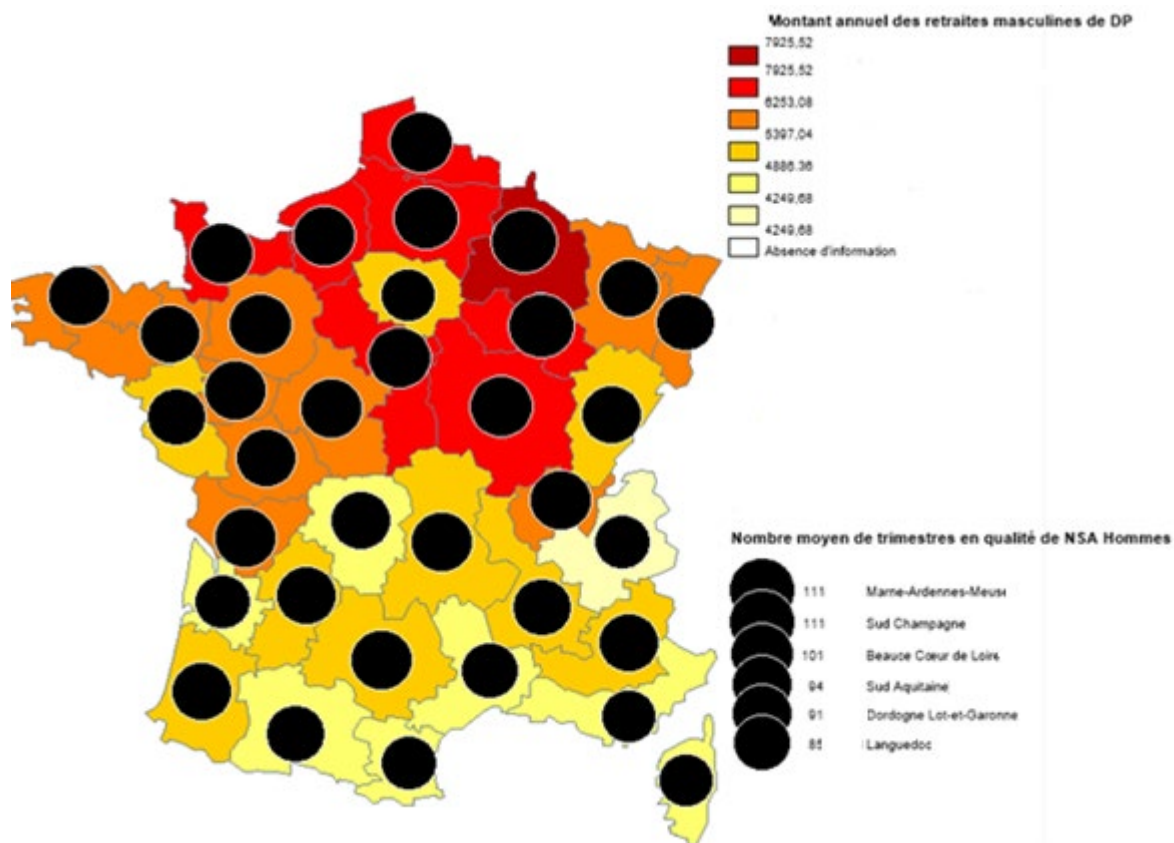 Montant annuel des retraites masculines de DP
7925,52
7925,52
6253,08
5397,04
4886,36
4249,68
4249,68
Absence d'information
Nombre moyen de trimestres en qualité de NSA Hommes
111 Marne-Ardennes-Meuse
111 Sud Champagne
101 Beauce Cœur de Loire
94 Sud Aquitaine
91 Dordogne Lot-et-Garonne
Languedoc